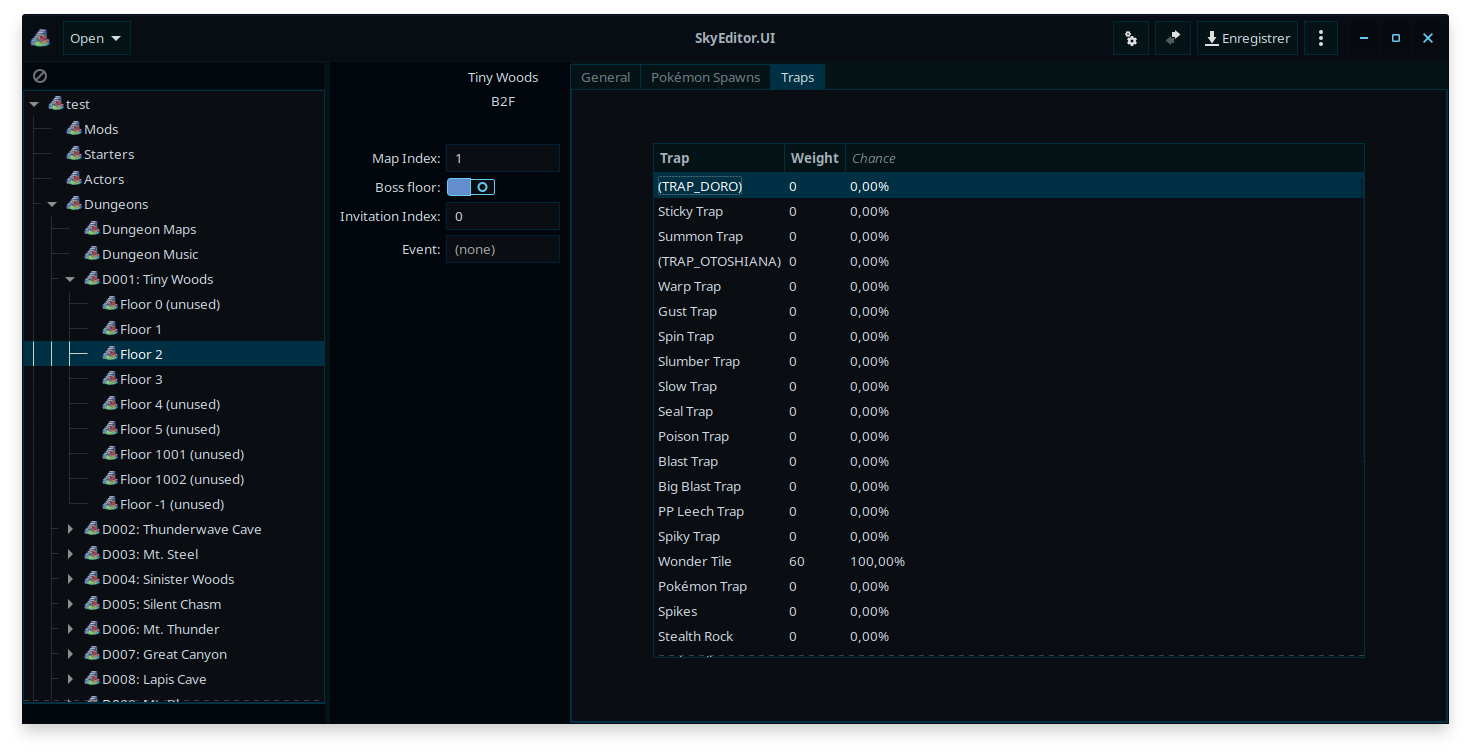 Open
SkyEditor.UI
Enregistrer
test
Mods
Starters
Actors
Dungeons
Dungeon Maps
Dungeon Music
D001: Tiny Woods
Floor 0 (unused)
Floor 1
Floor 2
Floor 3
Floor 4 (unused)
Floor 5 (unused)
Floor 1001 (unused)
Floor 1002 (unused)
Floor -1 (unused)
D002: Thunderwave Cave
D003: Mt. Steel
D004: Sinister Woods
D005: Silent Chasm
D006: Mt. Thunder
D007: Great Canyon
D008: Lapis Cave
Tiny Woods
B2F
Map Index: 1
Boss floor:
Invitation Index: 0
Event: (none)
General Pokémon Spawns Traps
Trap Weight Chance
(TRAP_DORO) 0 0,00%
Sticky Trap 0 0,00%
Summon Trap 0 0,00%
(TRAP_OTOSHIANA) 0 0,00%
Warp Trap 0 0,00%
Gust Trap 0 0,00%
Spin Trap 0 0,00%
Slumber Trap 0 0,00%
Slow Trap 0 0,00%
Seal Trap 0 0,00%
Poison Trap 0 0,00%
Blast Trap 0 0,00%
Big Blast Trap 0 0,00%
PP Leech Trap 0 0,00%
Spiky Trap 0 0,00%
Wonder Tile 60 100,00%
Pokémon Trap 0 0,00%
Spikes 0 0,00%
Stealth Rock 0 0,00%